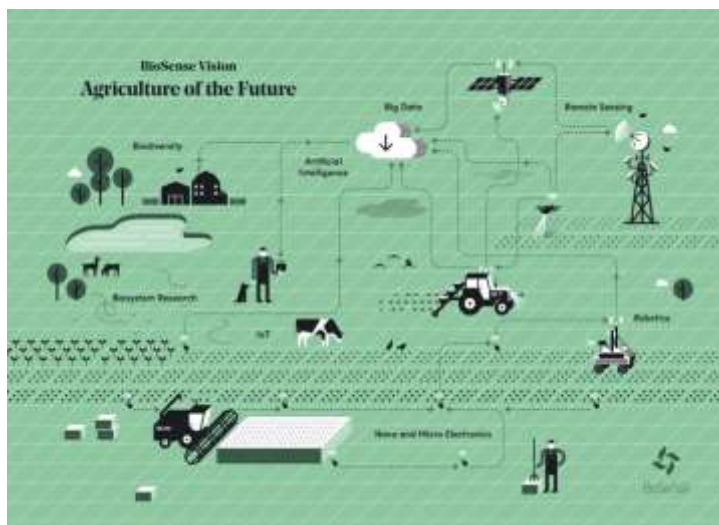 BioSense Vision
Agriculture of the Future
Big Data
Remote Sensing
Biodiversity
Artificial
Intelligence
Ecosystem Research
IoT
Robotics
Nano and Micro Electronics